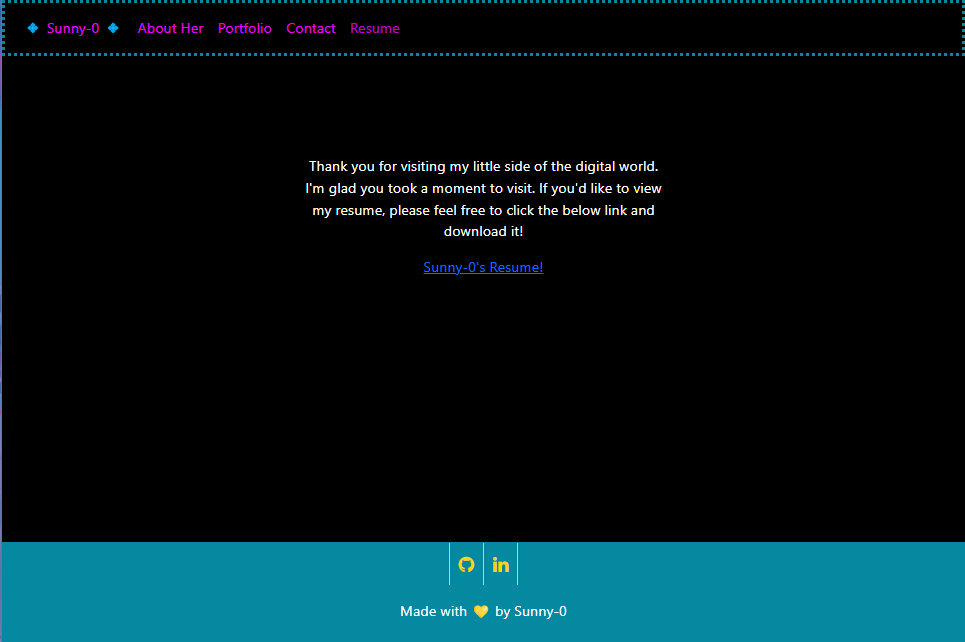 ❖ Sunny-0 ❖ About Her Portfolio Contact Resume
Thank you for visiting my little side of the digital world.
I'm glad you took a moment to visit. If you'd like to view
my resume, please feel free to click the below link and
download it!
Sunny-0's Resume!
in
Made with 💛 by Sunny-0